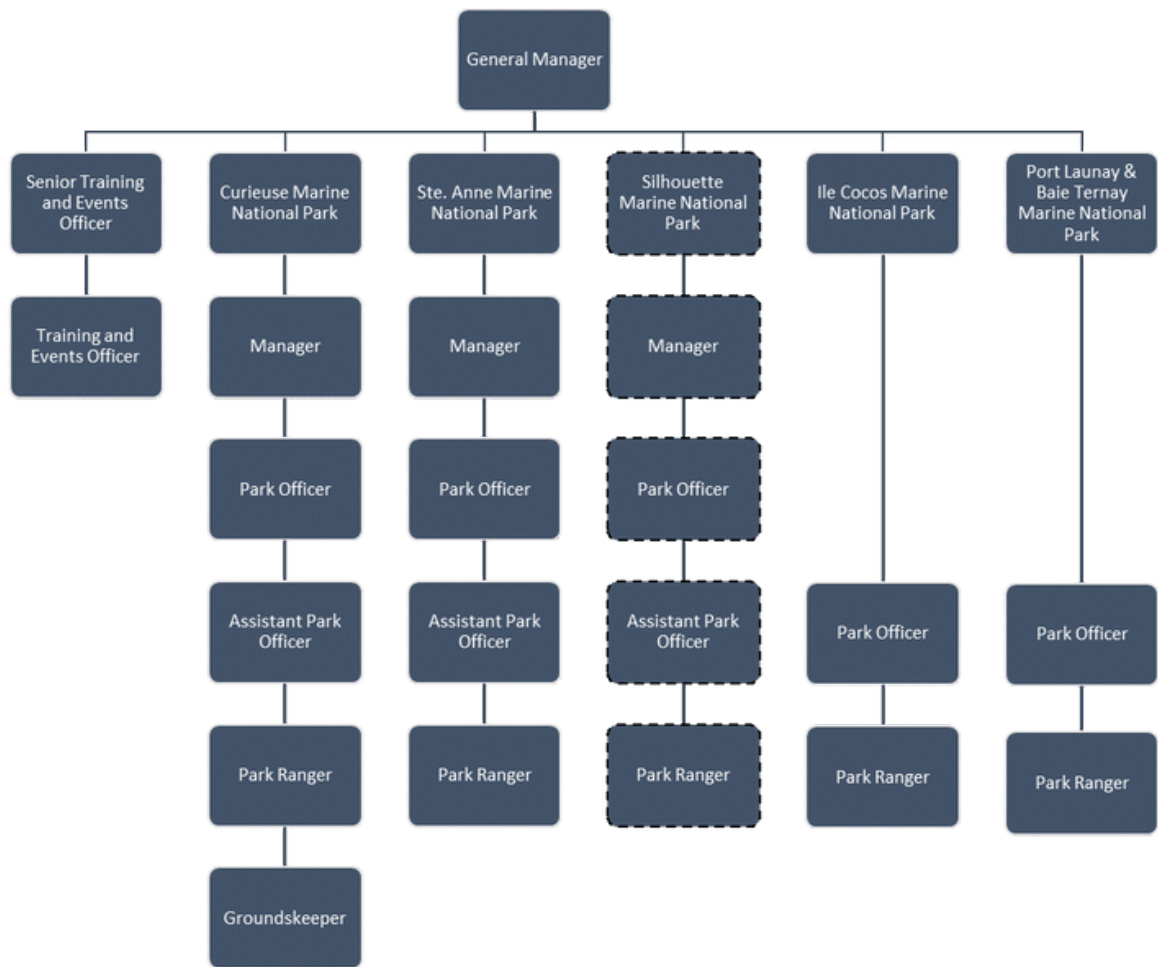 General Manager
Senior Training
and Events
Officer
Curieuse Marine
National Park
Ste. Anne Marine
National Park
Silhouette
Marine National
Park
Ile Cocos Marine
National Park
Port Launay &
Baie Ternay
Marine National
Park
Training and
Events Officer
Manager
Manager
Manager
Park Officer
Park Officer
Park Officer
Assistant Park
Officer
Assistant Park
Officer
Assistant Park
Officer
Park Officer
Park Officer
Park Ranger
Park Ranger
Park Ranger
Park Ranger
Park Ranger
Groundskeeper